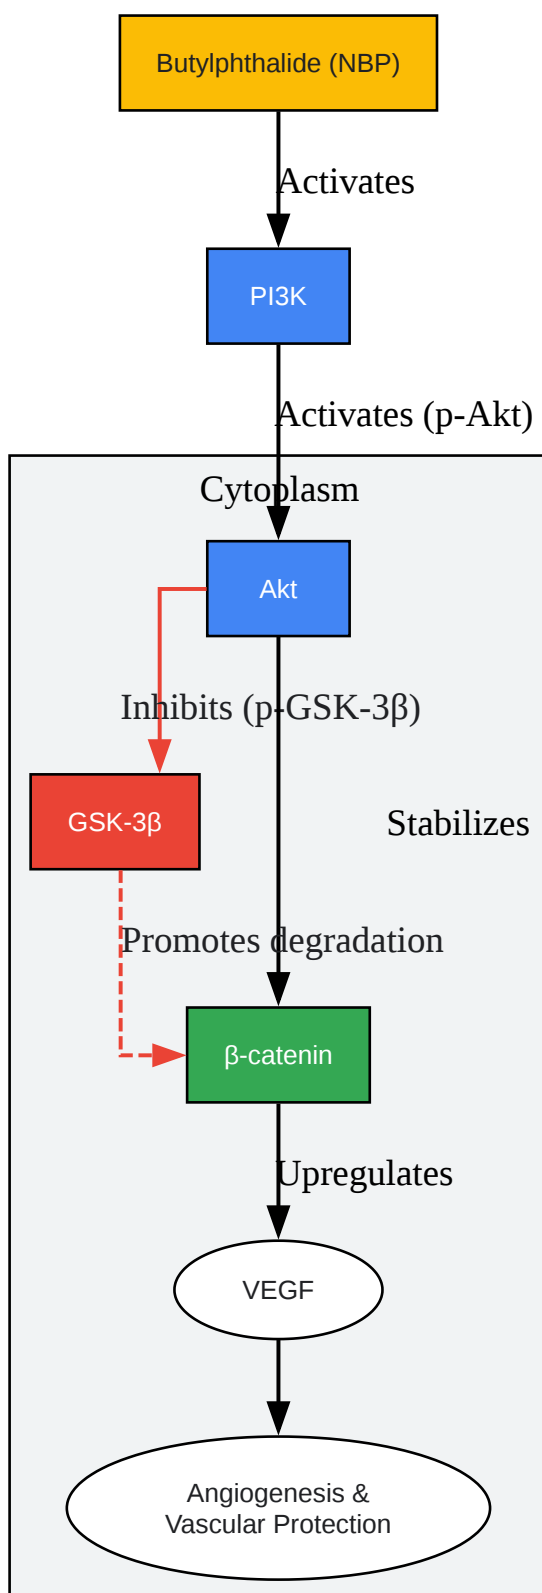 Butylphthalide (NBP)
Activates
PI3K
Activates (p-Akt)
Cytoplasm
Akt
Inhibits (p-GSK-3β)
GSK-3β
Stabilizes
Promotes degradation
β-catenin
Upregulates
VEGF
Angiogenesis &
Vascular Protection